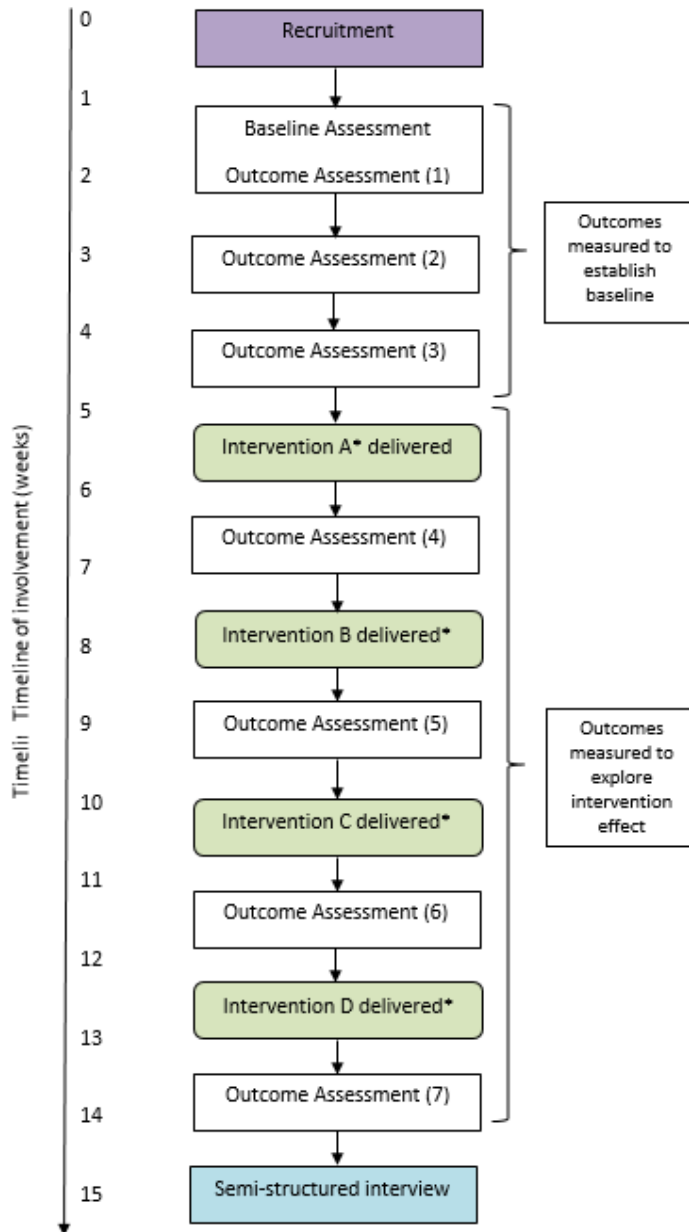 0
Recruitment
1
Baseline Assessment
2
Outcome Assessment (1)
3
Outcome Assessment (2)
4
Outcome Assessment (3)
Outcomes
measured to
establish
baseline
5
Intervention A* delivered
6
Outcome Assessment (4)
7
Intervention B delivered*
8
9
Outcome Assessment (5)
10
Intervention C delivered*
11
Outcome Assessment (6)
12
Intervention D delivered*
13
Outcome Assessment (7)
14
Outcomes
measured to
explore
intervention
effect
15
Semi-structured interview
Timelii Timeline of involvement (weeks)